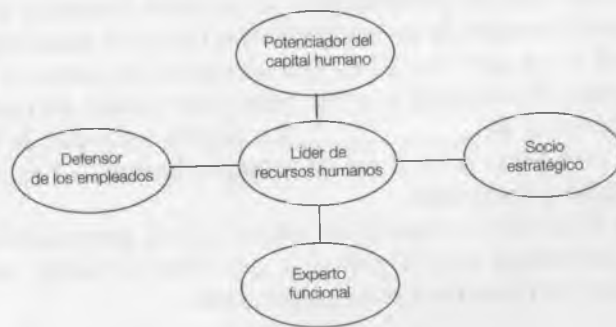 Potenciador del
capital humano
Defensor
de los empleados
Líder de
recursos humanos
Socio
estratégico
Experto
funcional